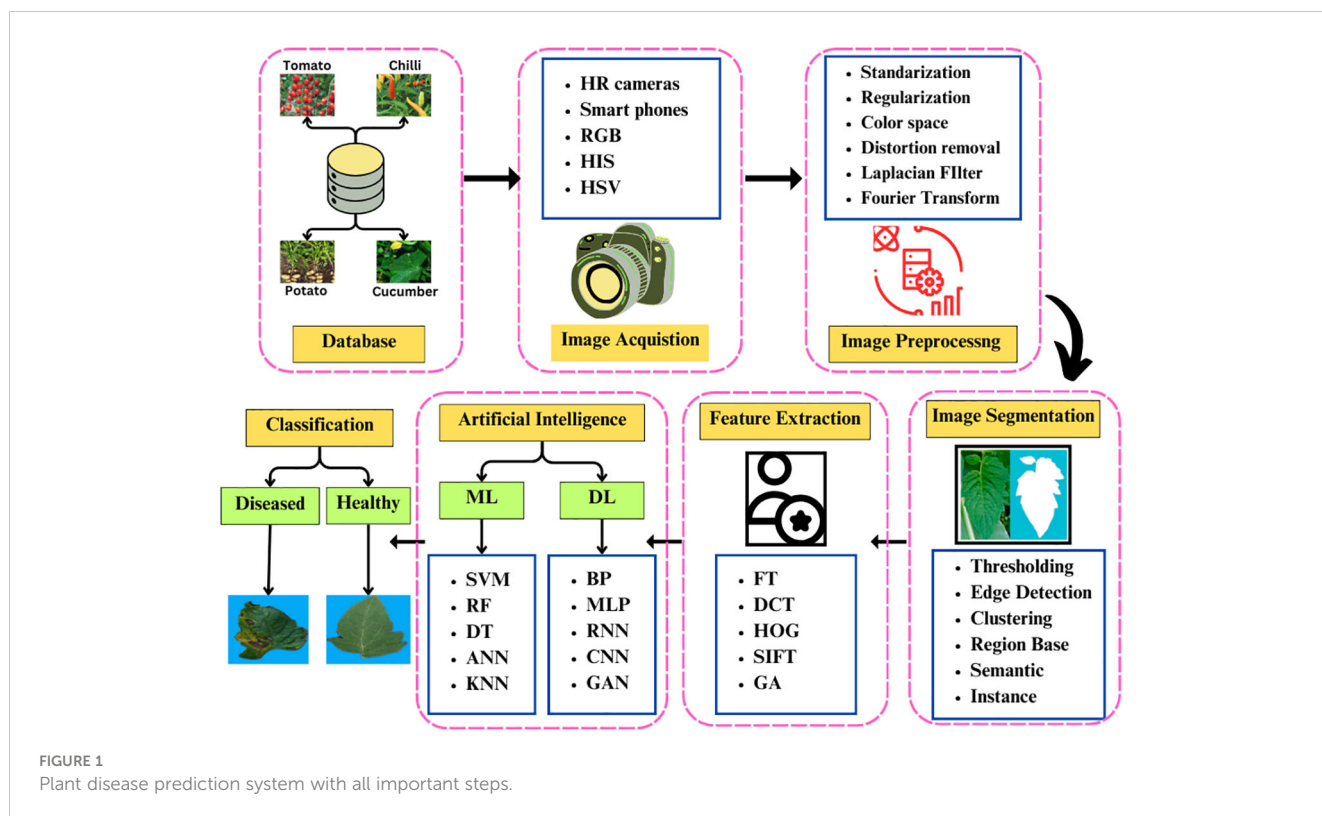 Tomato
Chilli
Potato
Cucumber
Database
• HR cameras
• Smart phones
• RGB
• HIS
• HSV
Image Acquistion
• Standarization
• Regularization
• Color space
• Distortion removal
• Laplacian FIlter
• Fourier Transform
Image Preprocessng
Image Segmentation
• Thresholding
• Edge Detection
• Clustering
• Region Base
• Semantic
• Instance
Feature Extraction
• FT
• DCT
• HOG
• SIFT
• GA
Artificial Intelligence
ML
DL
• SVM
• RF
• DT
• ANN
• KNN
• BP
• MLP
• RNN
• CNN
• GAN
Classification
Diseased
Healthy
FIGURE 1
Plant disease prediction system with all important steps.